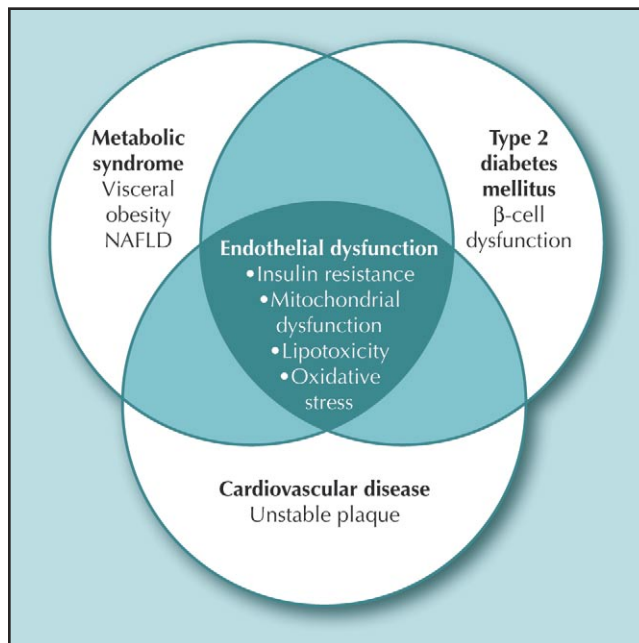 Metabolic
syndrome
Visceral
obesity
NAFLD
Type 2
diabetes
mellitus
β-cell
dysfunction
Endothelial dysfunction
•Insulin resistance
•Mitochondrial
dysfunction
•Lipotoxicity
•Oxidative
stress
Cardiovascular disease
Unstable plaque